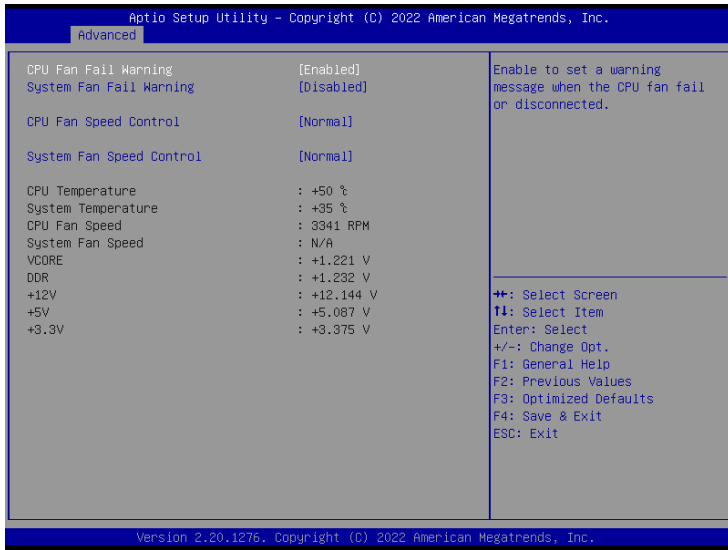 Aptio Setup Utility – Copyright (C) 2022 American Megatrends, Inc.
Advanced
CPU Fan Fail Warning [Enabled]
System Fan Fail Warning [Disabled]
CPU Fan Speed Control [Normal]
System Fan Speed Control [Normal]
CPU Temperature : +50 ℃
System Temperature : +35 ℃
CPU Fan Speed : 3341 RPM
System Fan Speed : N/A
VCORE : +1.221 V
DDR : +1.232 V
+12V : +12.144 V
+5V : +5.087 V
+3.3V : +3.375 V
Enable to set a warning
message when the CPU fan fail
or disconnected.
→←: Select Screen
↑↓: Select Item
Enter: Select
+/-: Change Opt.
F1: General Help
F2: Previous Values
F3: Optimized Defaults
F4: Save & Exit
ESC: Exit
Version 2.20.1276. Copyright (C) 2022 American Megatrends, Inc.